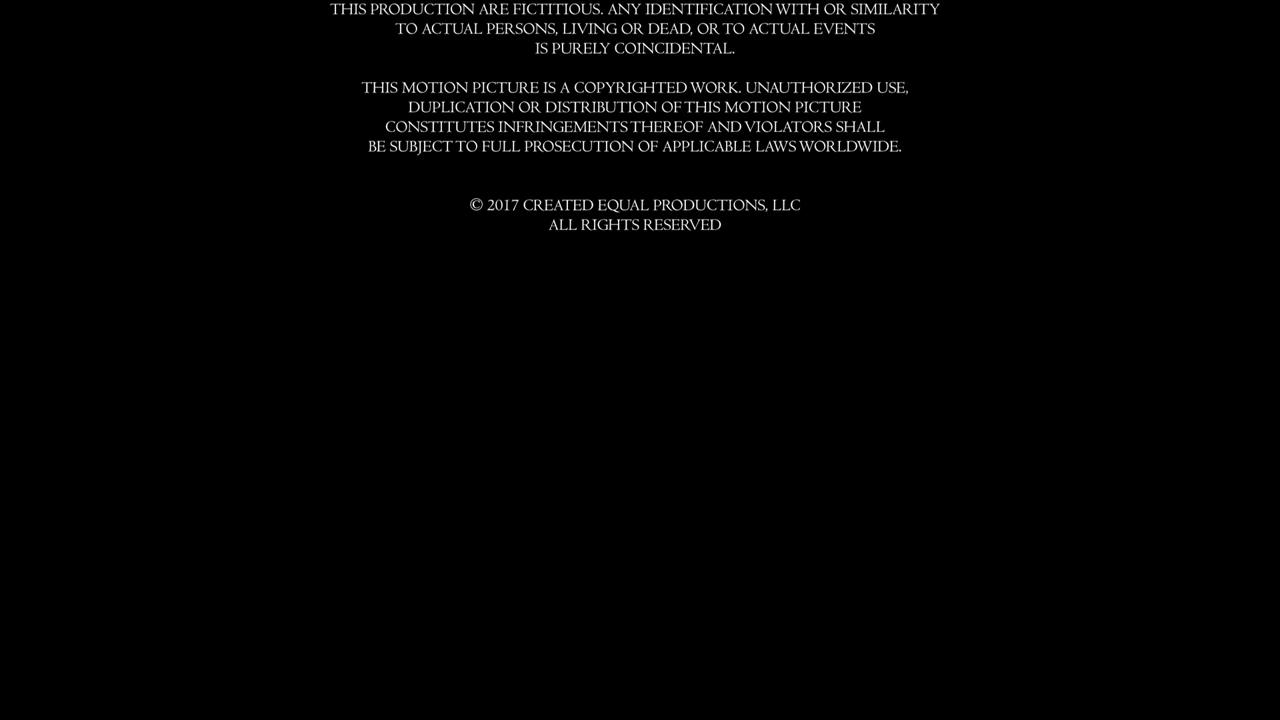 THIS PRODUCTION ARE FICTITIOUS. ANY IDENTIFICATION WITH OR SIMILARITY
TO ACTUAL PERSONS, LIVING OR DEAD, OR TO ACTUAL EVENTS
IS PURELY COINCIDENTAL.
THIS MOTION PICTURE IS A COPYRIGHTED WORK. UNAUTHORIZED USE,
DUPLICATION OR DISTRIBUTION OF THIS MOTION PICTURE
CONSTITUTES INFRINGEMENTS THEREOF AND VIOLATORS SHALL
BE SUBJECT TO FULL PROSECUTION OF APPLICABLE LAWS WORLDWIDE.
© 2017 CREATED EQUAL PRODUCTIONS, LLC
ALL RIGHTS RESERVED